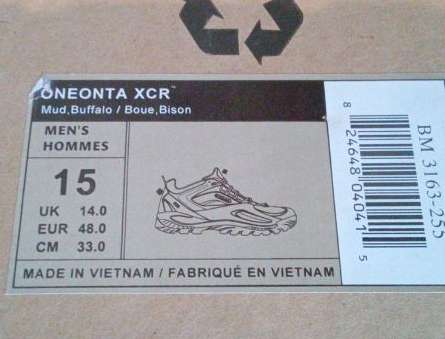 ONEONTA XCR™
Mud,Buffalo / Boue,Bison
MEN'S
HOMMES
15
UK 14.0
EUR 48.0
CM 33.0
MADE IN VIETNAM / FABRIQUÉ EN VIETNAM
8 24648 04041 5
BM 3163-255